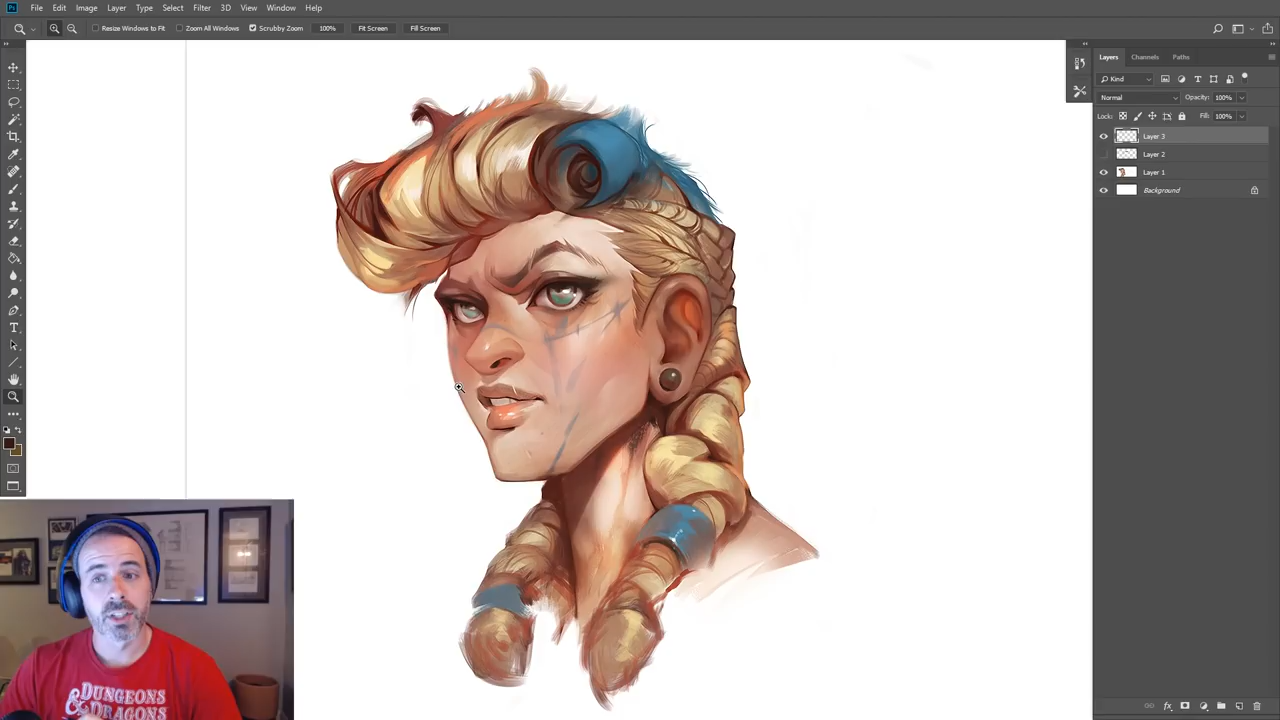 Ps File Edit Image Layer Type Select Filter 3D View Window Help
Resize Windows to Fit Zoom All Windows Scrubby Zoom 100% Fit Screen Fill Screen
Layers Channels Paths
Kind
Normal Opacity: 100%
Lock: Fill: 100%
Layer 3
Layer 2
Layer 1
Background
fx
DUNGEONS
& DRAGONS